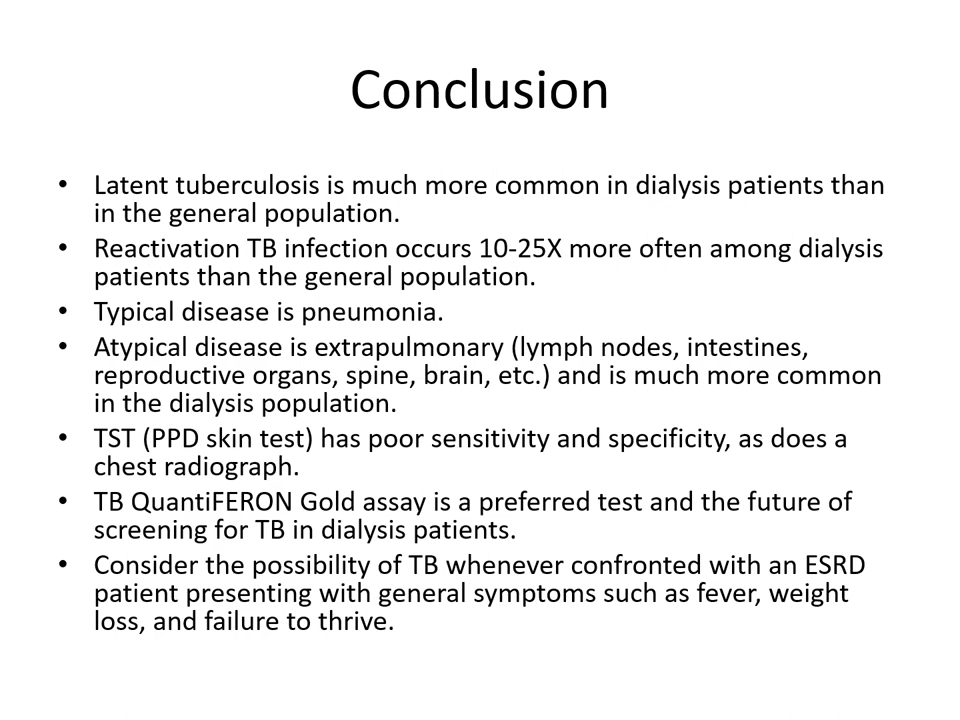 Conclusion
• Latent tuberculosis is much more common in dialysis patients than
in the general population.
• Reactivation TB infection occurs 10-25X more often among dialysis
patients than the general population.
• Typical disease is pneumonia.
• Atypical disease is extrapulmonary (lymph nodes, intestines,
reproductive organs, spine, brain, etc.) and is much more common
in the dialysis population.
• TST (PPD skin test) has poor sensitivity and specificity, as does a
chest radiograph.
• TB QuantiFERON Gold assay is a preferred test and the future of
screening for TB in dialysis patients.
• Consider the possibility of TB whenever confronted with an ESRD
patient presenting with general symptoms such as fever, weight
loss, and failure to thrive.